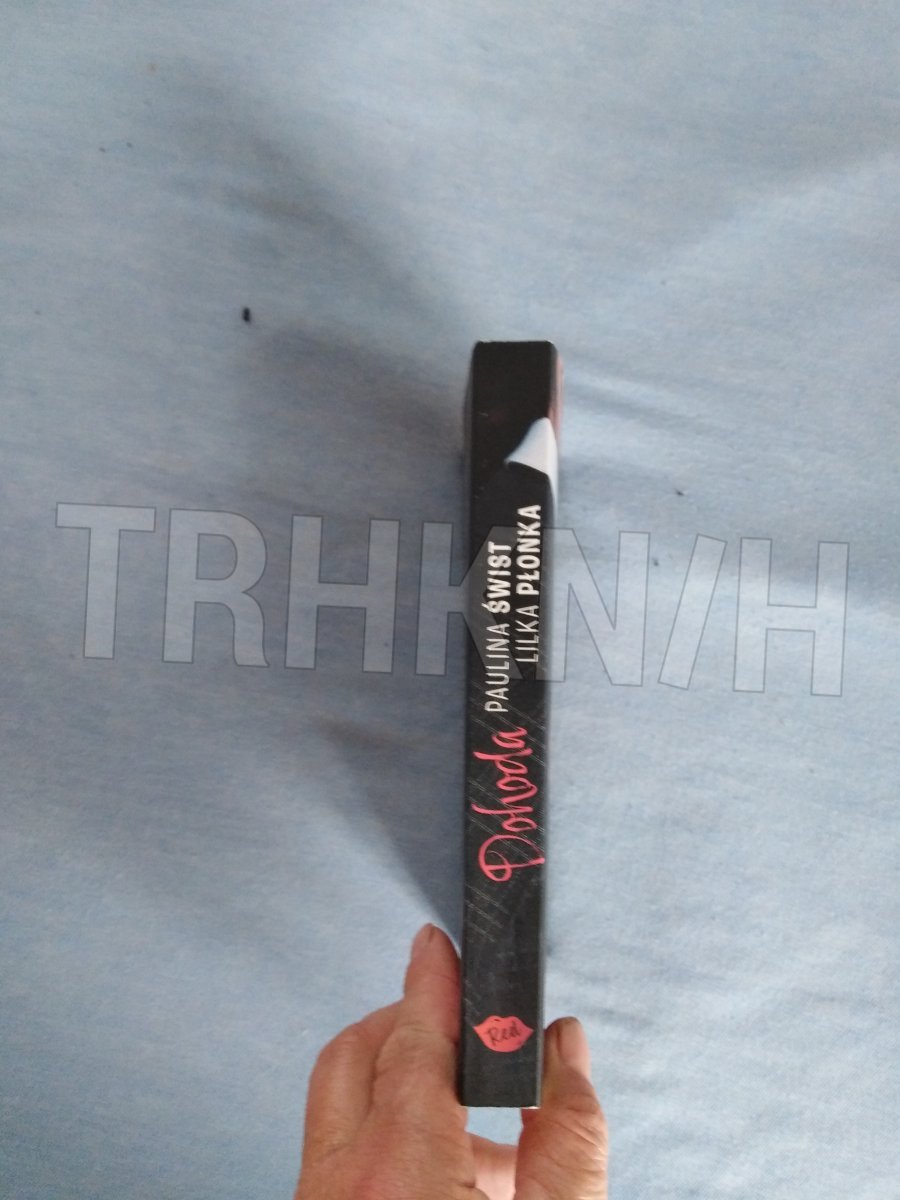 TRHKN/H
PAULINA ŚWIST
LILKA PŁONKA
Dohoda
Red